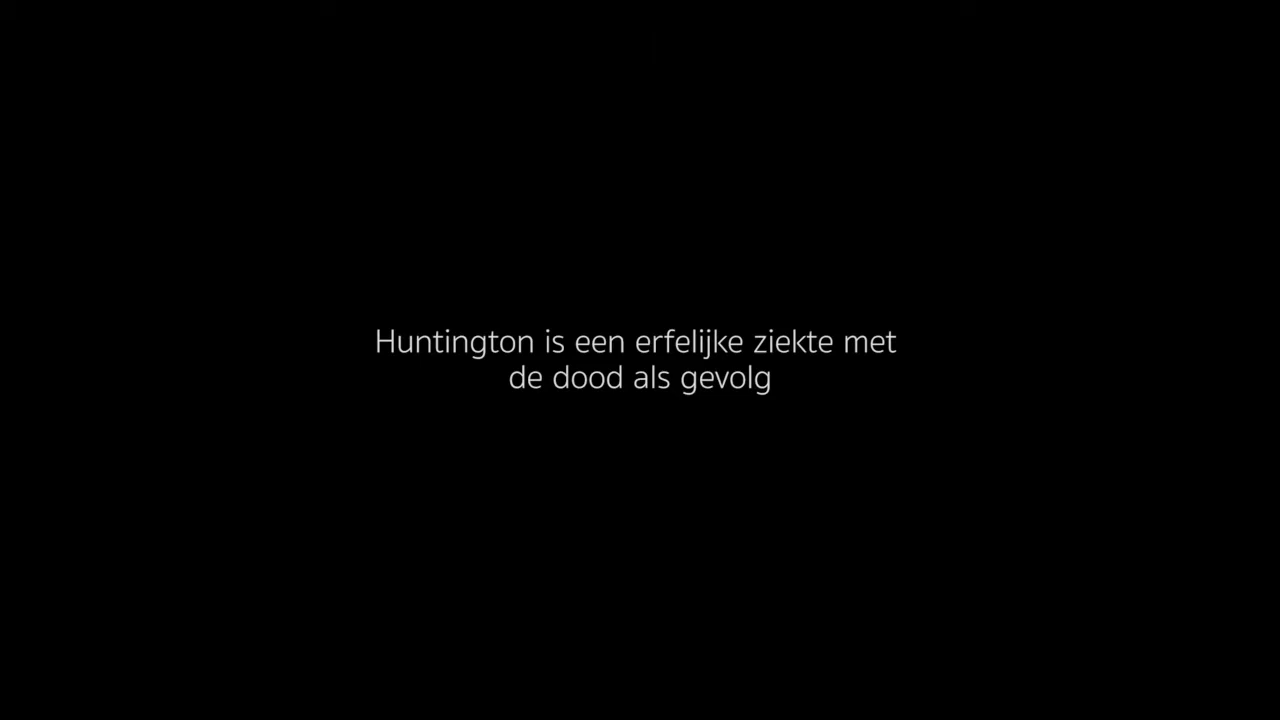 Huntington is een erfelijke ziekte met
de dood als gevolg